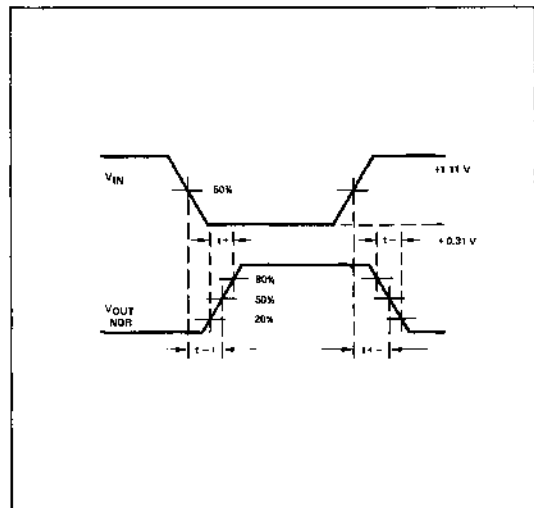 VIN
50%
+1.11 V
t+
t-
+0.31 V
80%
50%
20%
VOUT
NOR
t-+
t+-